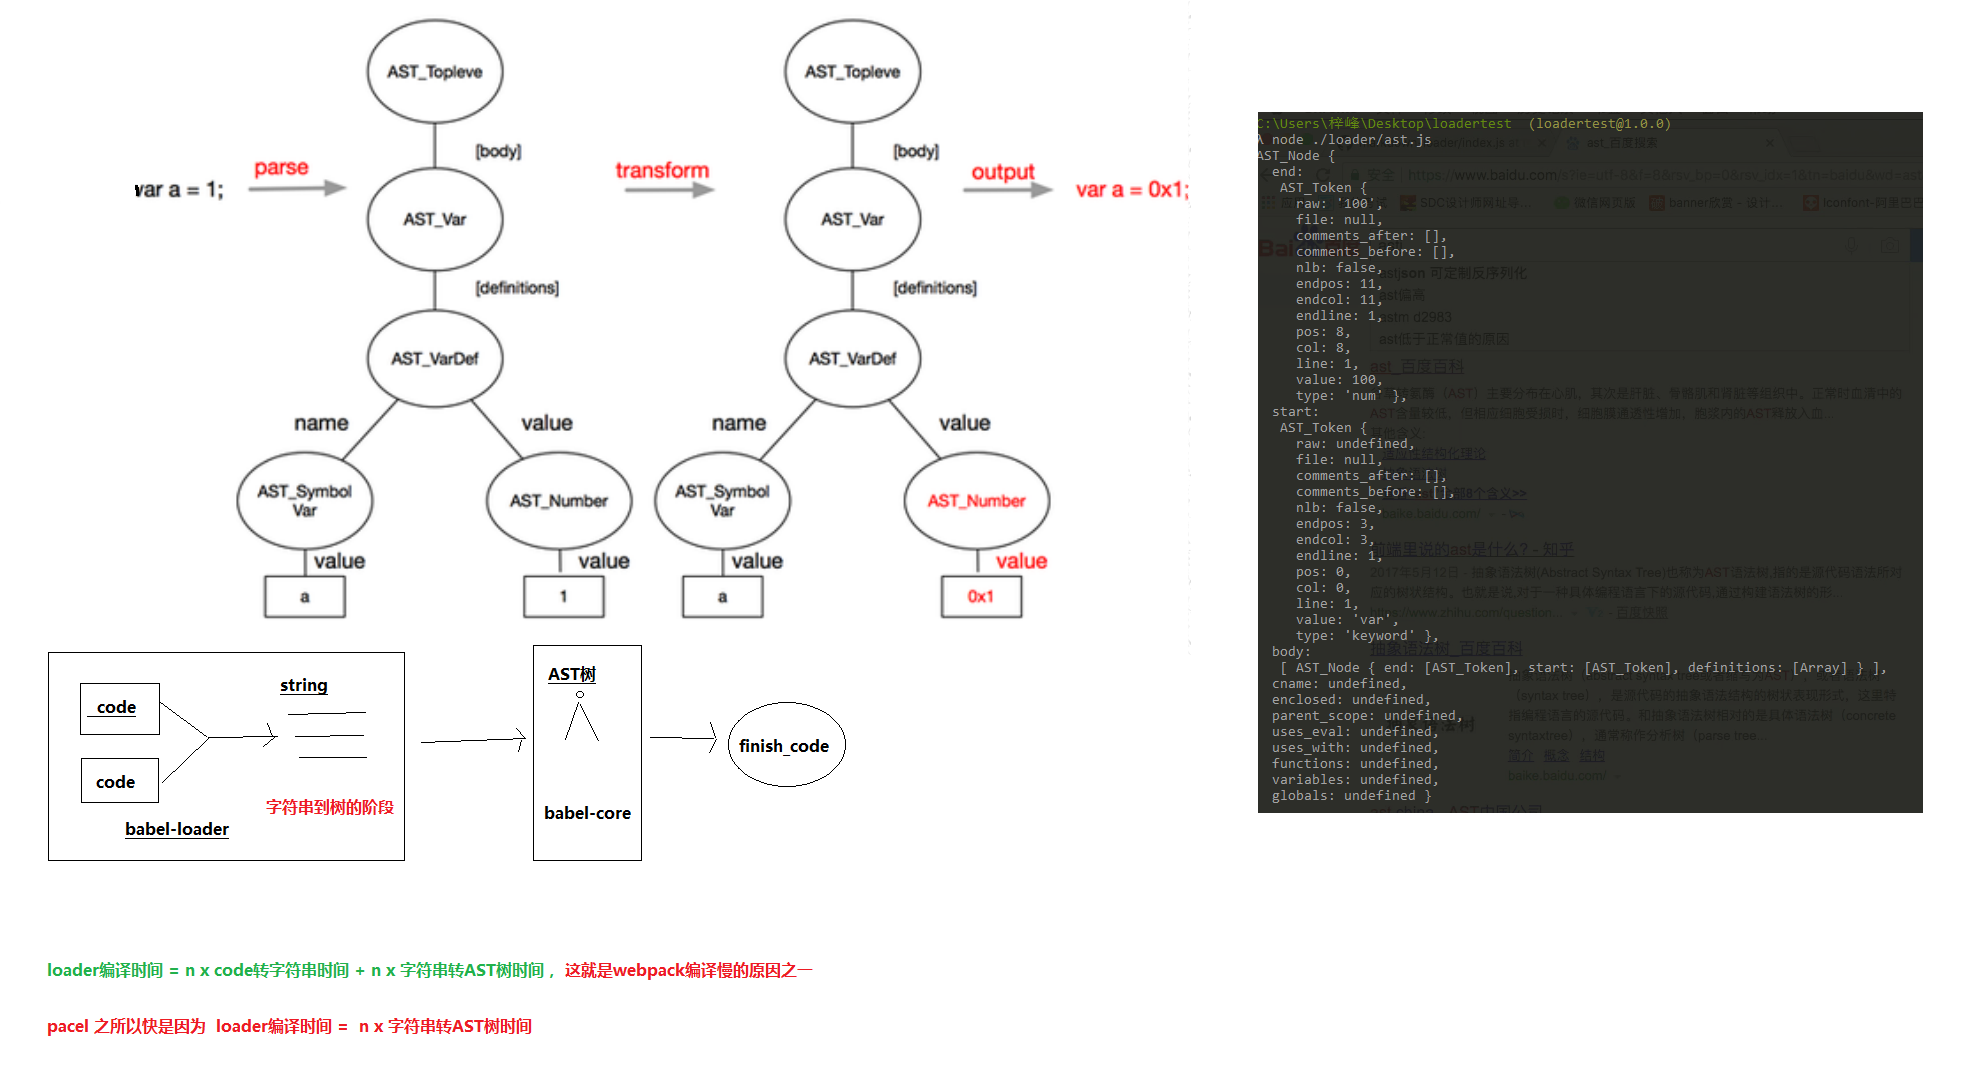 AST_Topleve
[body]
parse
var a = 1;
AST_Var
[definitions]
AST_VarDef
name
value
AST_Symbol
Var
AST_Number
value
value
a
1
transform
AST_Topleve
[body]
AST_Var
[definitions]
AST_VarDef
name
value
AST_Symbol
Var
AST_Number
value
value
a
0x1
output
var a = 0x1;
code
code
string
字符串到树的阶段
babel-loader
AST树
babel-core
finish_code
loader编译时间 = n x code转字符串时间 + n x 字符串转AST树时间 , 这就是webpack编译慢的原因之一
pacel 之所以快是因为 loader编译时间 = n x 字符串转AST树时间
C:\Users\梓峰\Desktop\loadertest (loadertest@1.0.0)
λ node ./loader/ast.js
AST_Node {
end:
AST_Token {
raw: '100',
file: null,
comments_after: [],
comments_before: [],
nlb: false,
endpos: 11,
endcol: 11,
endline: 1,
pos: 8,
col: 8,
line: 1,
value: 100,
type: 'num' },
start:
AST_Token {
raw: undefined,
file: null,
comments_after: [],
comments_before: [],
nlb: false,
endpos: 3,
endcol: 3,
endline: 1,
pos: 0,
col: 0,
line: 1,
value: 'var',
type: 'keyword' },
body:
[ AST_Node { end: [AST_Token], start: [AST_Token], definitions: [Array] } ],
cname: undefined,
enclosed: undefined,
parent_scope: undefined,
uses_eval: undefined,
uses_with: undefined,
functions: undefined,
variables: undefined,
globals: undefined }